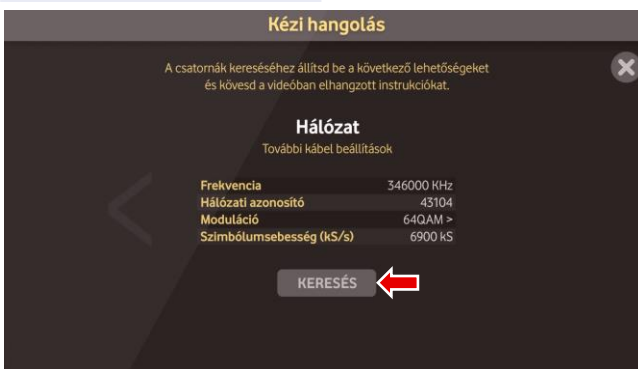 Kézi hangolás
A csatornák kereséséhez állítsd be a következő lehetőségeket
és kövesd a videóban elhangzott instrukciókat.
Hálózat
További kábel beállítások
Frekvencia 346000 KHz
Hálózati azonosító 43104
Moduláció 64QAM >
Szimbólumsebesség (kS/s) 6900 kS
KERESÉS